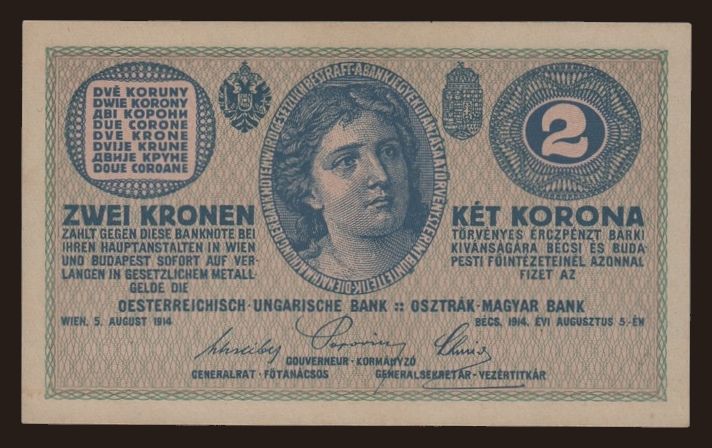 DVĚ KORUNY
DWIE KORONY
ДВІ КОРОНИ
DUE CORONE
DVE KRONE
DVIJE KRUNE
ДВИЈЕ КРУНЕ
DOUE COROANE
2
ZWEI KRONEN
ZAHLT GEGEN DIESE BANKNOTE BEI
IHREN HAUPTANSTALTEN IN WIEN
UND BUDAPEST SOFORT AUF VER-
LANGEN IN GESETZLICHEM METALL-
GELDE DIE
KÉT KORONA
TÖRVÉNYES ÉRCZPÉNZT BÁRKI
KIVÁNSÁGÁRA BÉCSI ÉS BUDA-
PESTI FŐINTÉZETEINÉL AZONNAL
FIZET AZ
OESTERREICHISCH-UNGARISCHE BANK :: OSZTRÁK-MAGYAR BANK
WIEN, 5. AUGUST 1914
BÉCS, 1914. ÉVI AUGUSZTUS 5.-ÉN
GOUVERNEUR · KORMÁNYZÓ
GENERALRAT · FŐTANÁCSOS
GENERALSEKRETÄR · VEZÉRTITKÁR